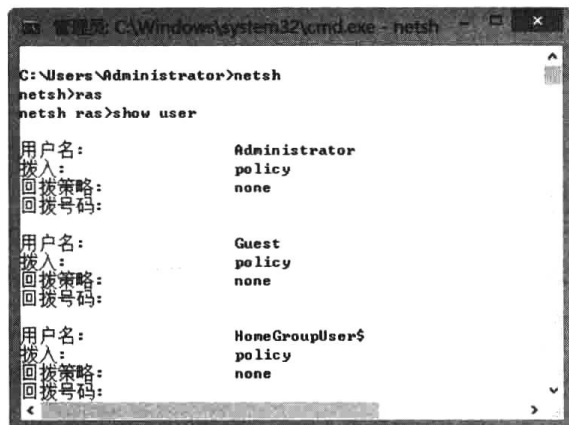 管理员: C:\Windows\system32\cmd.exe - netsh
C:\Users\Administrator>netsh
netsh>ras
netsh ras>show user
用户名: Administrator
拨入: policy
回拨策略: none
回拨号码:
用户名: Guest
拨入: policy
回拨策略: none
回拨号码:
用户名: HomeGroupUser$
拨入: policy
回拨策略: none
回拨号码: